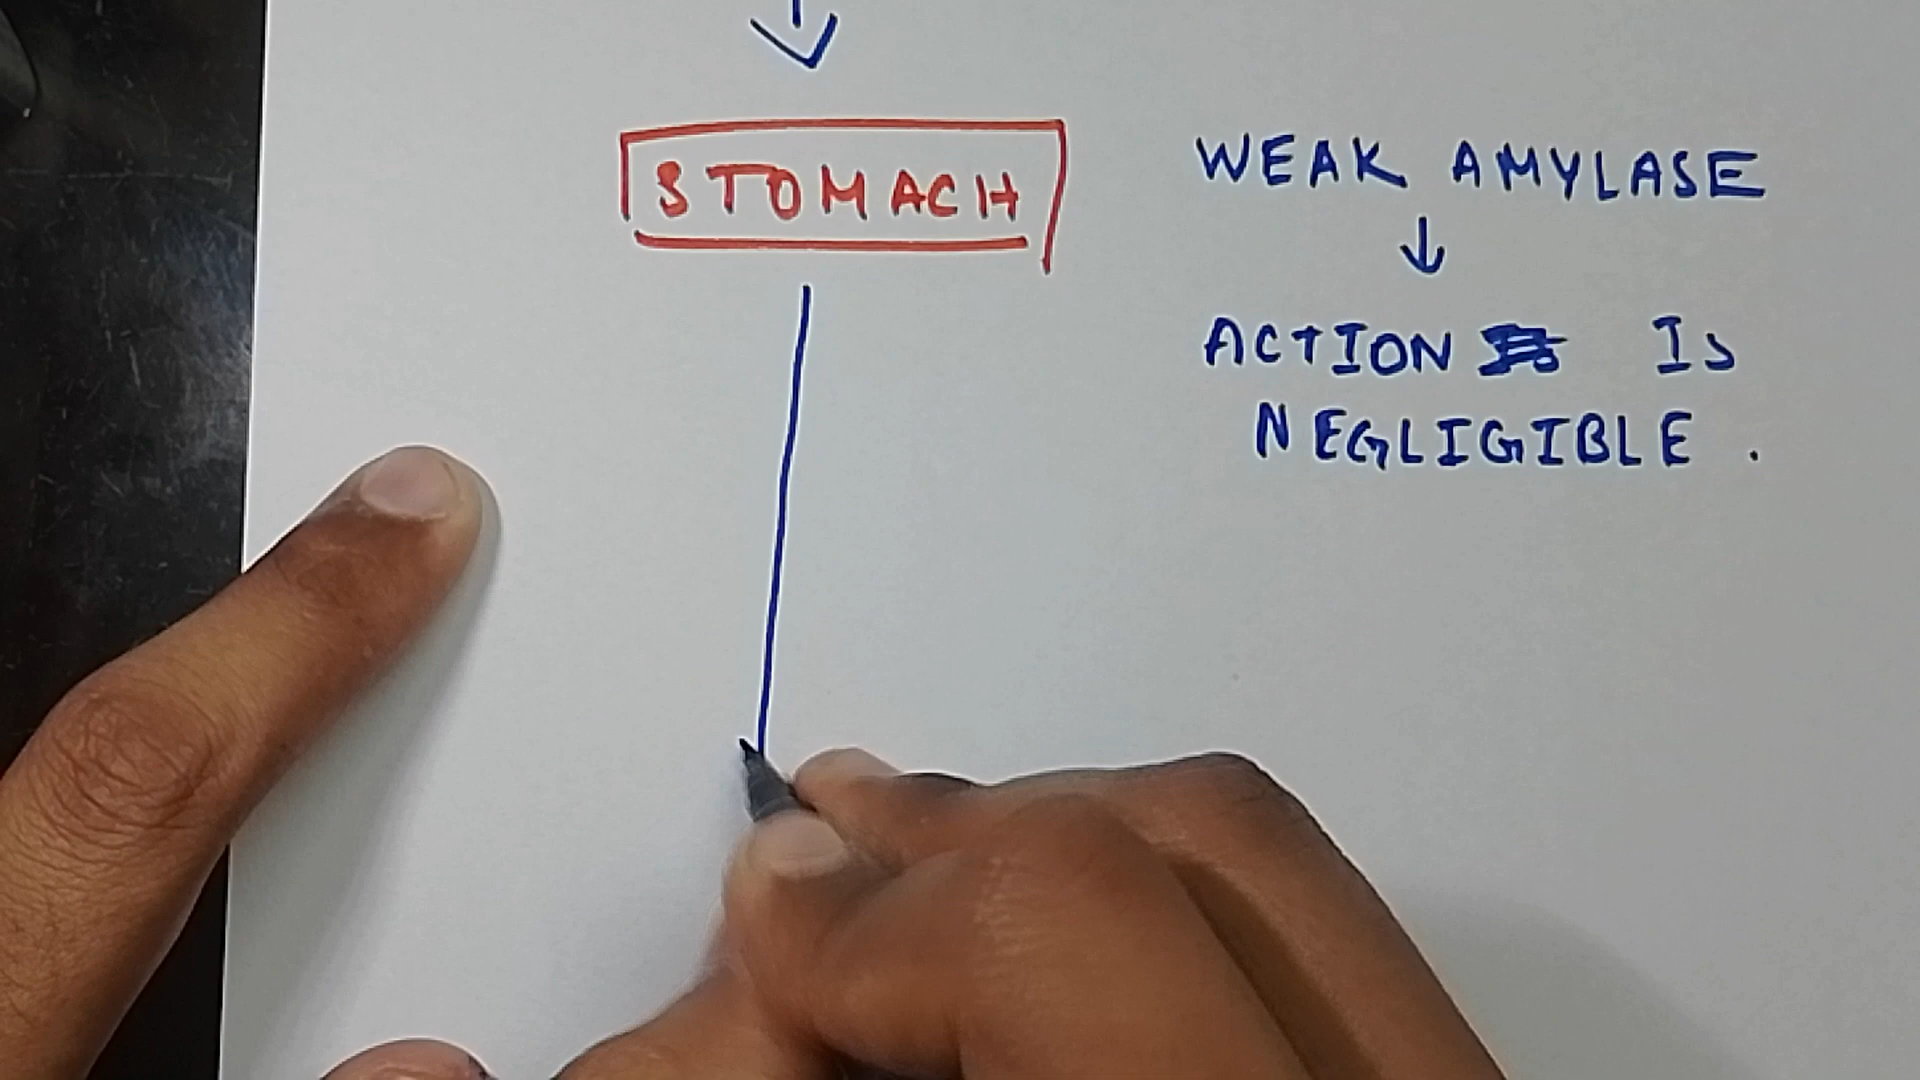 STOMACH
WEAK AMYLASE
ACTION IS
NEGLIGIBLE.